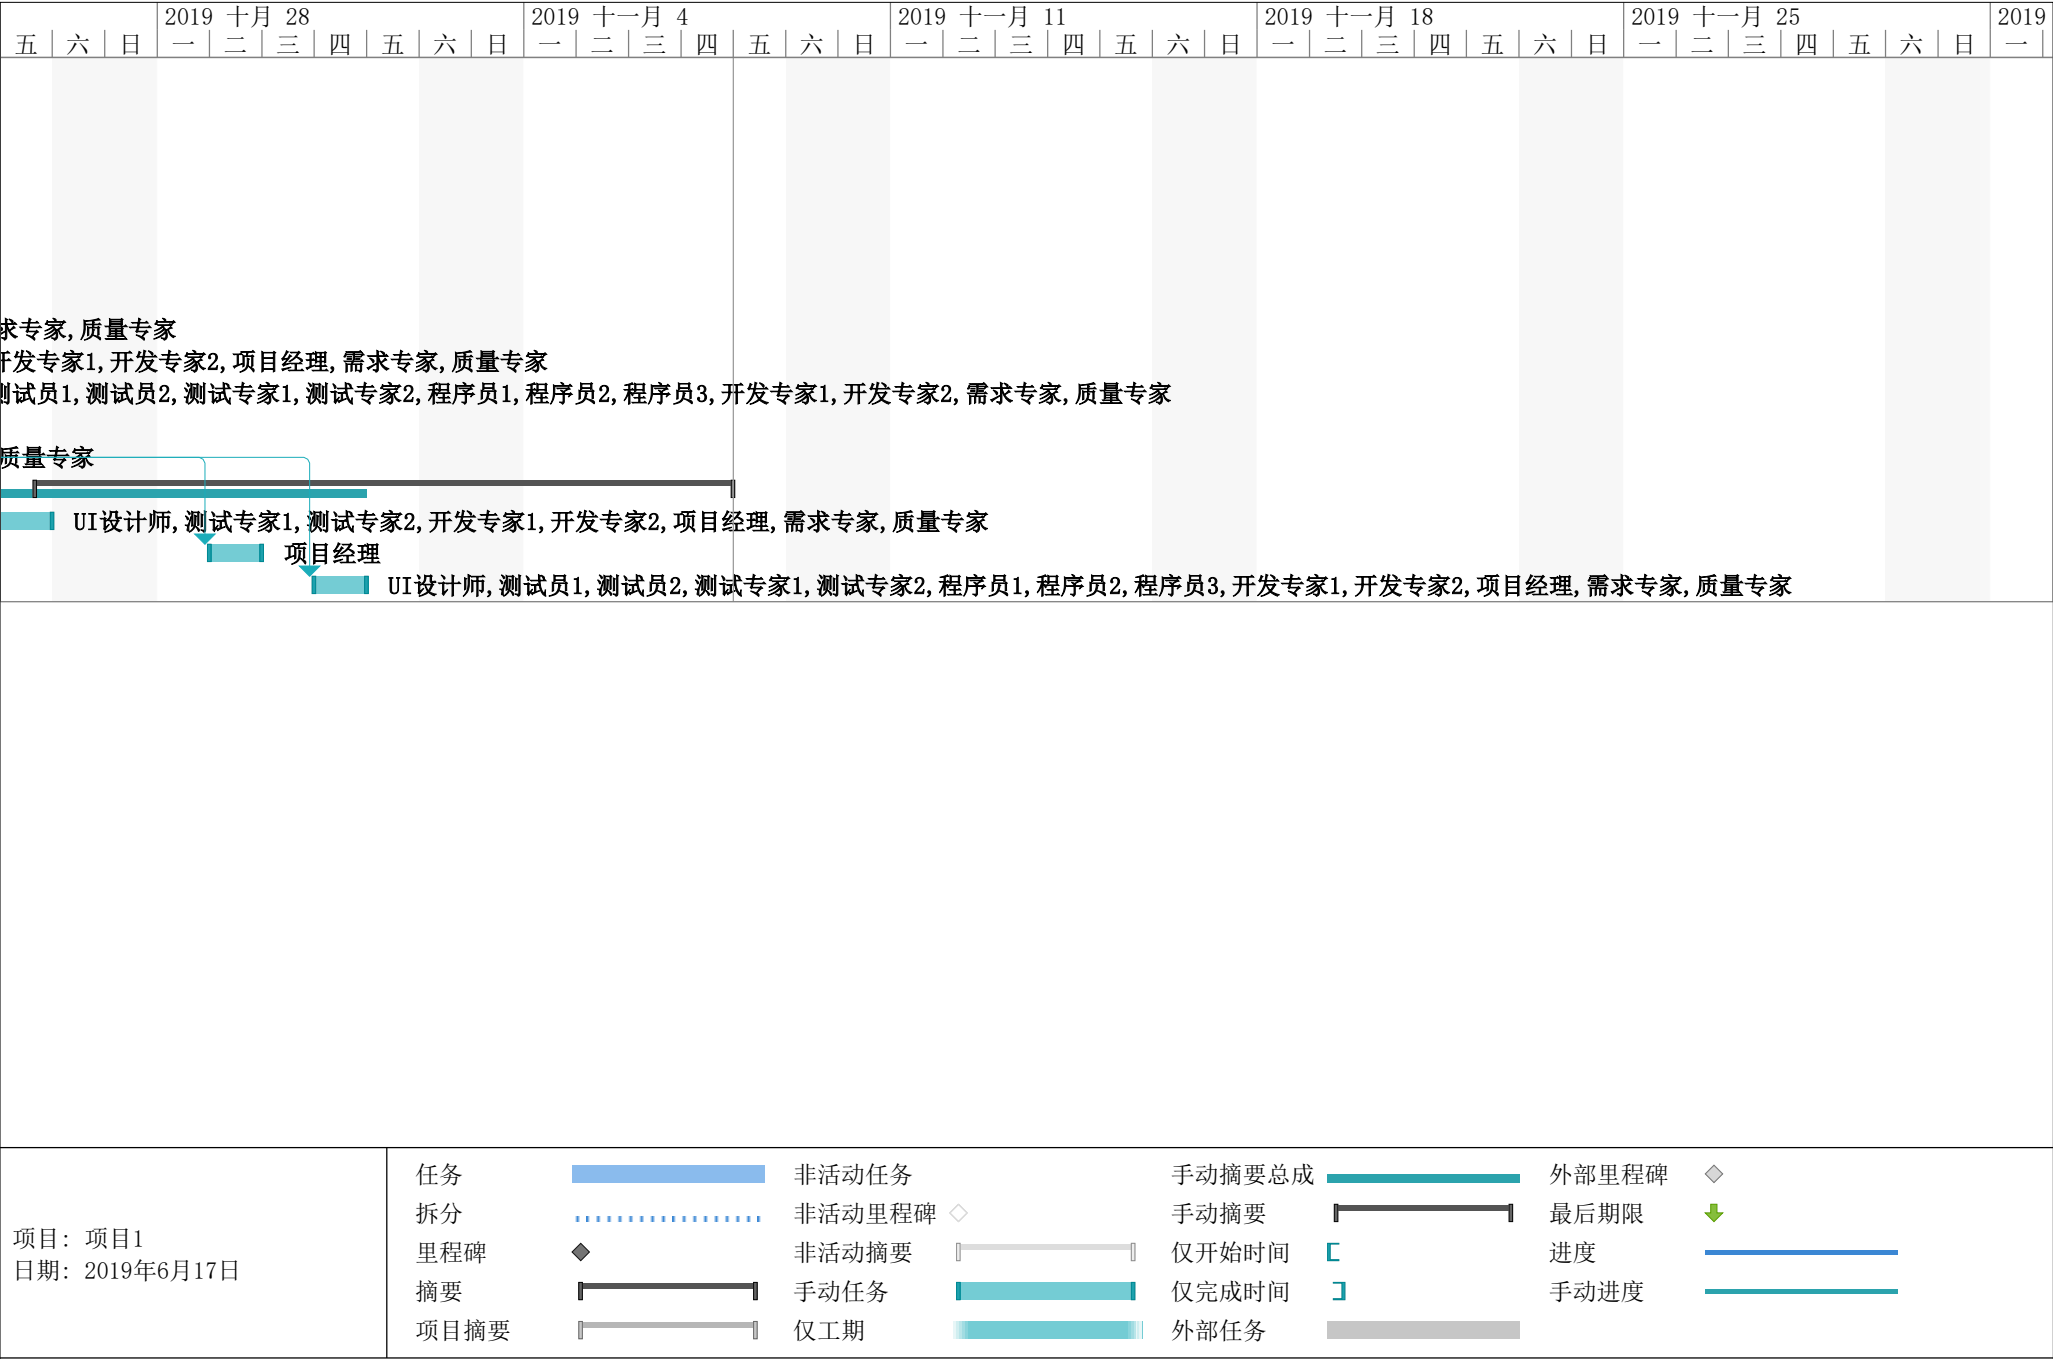 2019 十月 28 2019 十一月 4 2019 十一月 11 2019 十一月 18 2019 十一月 25 2019
五 六 日 一 二 三 四 五 六 日 一 二 三 四 五 六 日 一 二 三 四 五 六 日 一 二 三 四 五 六 日 一 二 三 四 五 六 日 一
求专家,质量专家
开发专家1,开发专家2,项目经理,需求专家,质量专家
测试员1,测试员2,测试专家1,测试专家2,程序员1,程序员2,程序员3,开发专家1,开发专家2,需求专家,质量专家
质量专家
UI设计师,测试专家1,测试专家2,开发专家1,开发专家2,项目经理,需求专家,质量专家
项目经理
UI设计师,测试员1,测试员2,测试专家1,测试专家2,程序员1,程序员2,程序员3,开发专家1,开发专家2,项目经理,需求专家,质量专家
项目: 项目1
日期: 2019年6月17日
任务
拆分
里程碑
摘要
项目摘要
非活动任务
非活动里程碑
非活动摘要
手动任务
仅工期
手动摘要总成
手动摘要
仅开始时间
仅完成时间
外部任务
外部里程碑
最后期限
进度
手动进度